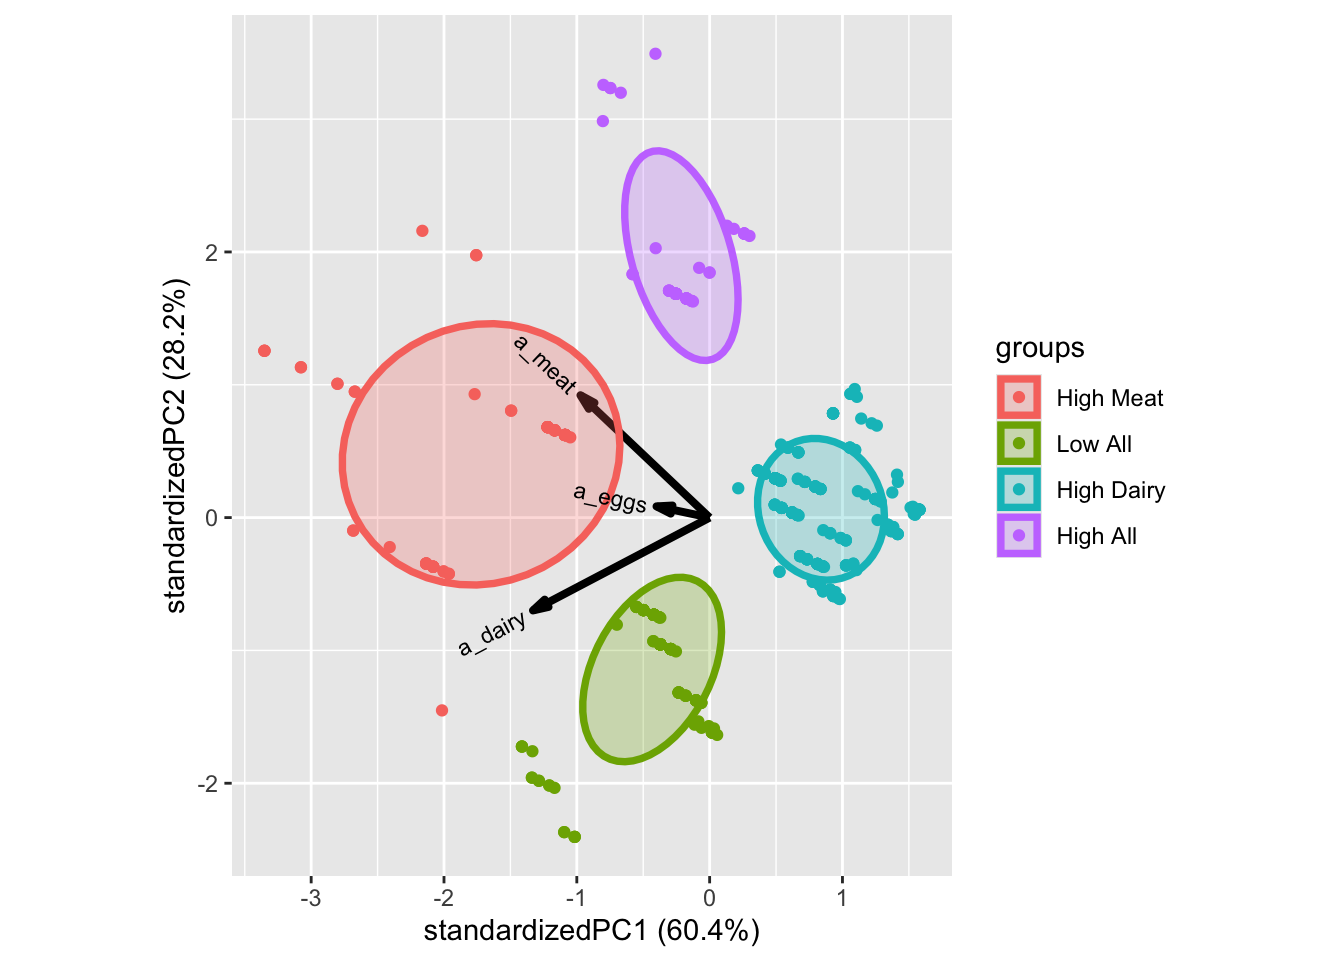 a_meat
a_eggs
a_dairy
2
0
-2
-3
-2
-1
0
1
standardizedPC1 (60.4%)
standardizedPC2 (28.2%)
groups
High Meat
Low All
High Dairy
High All